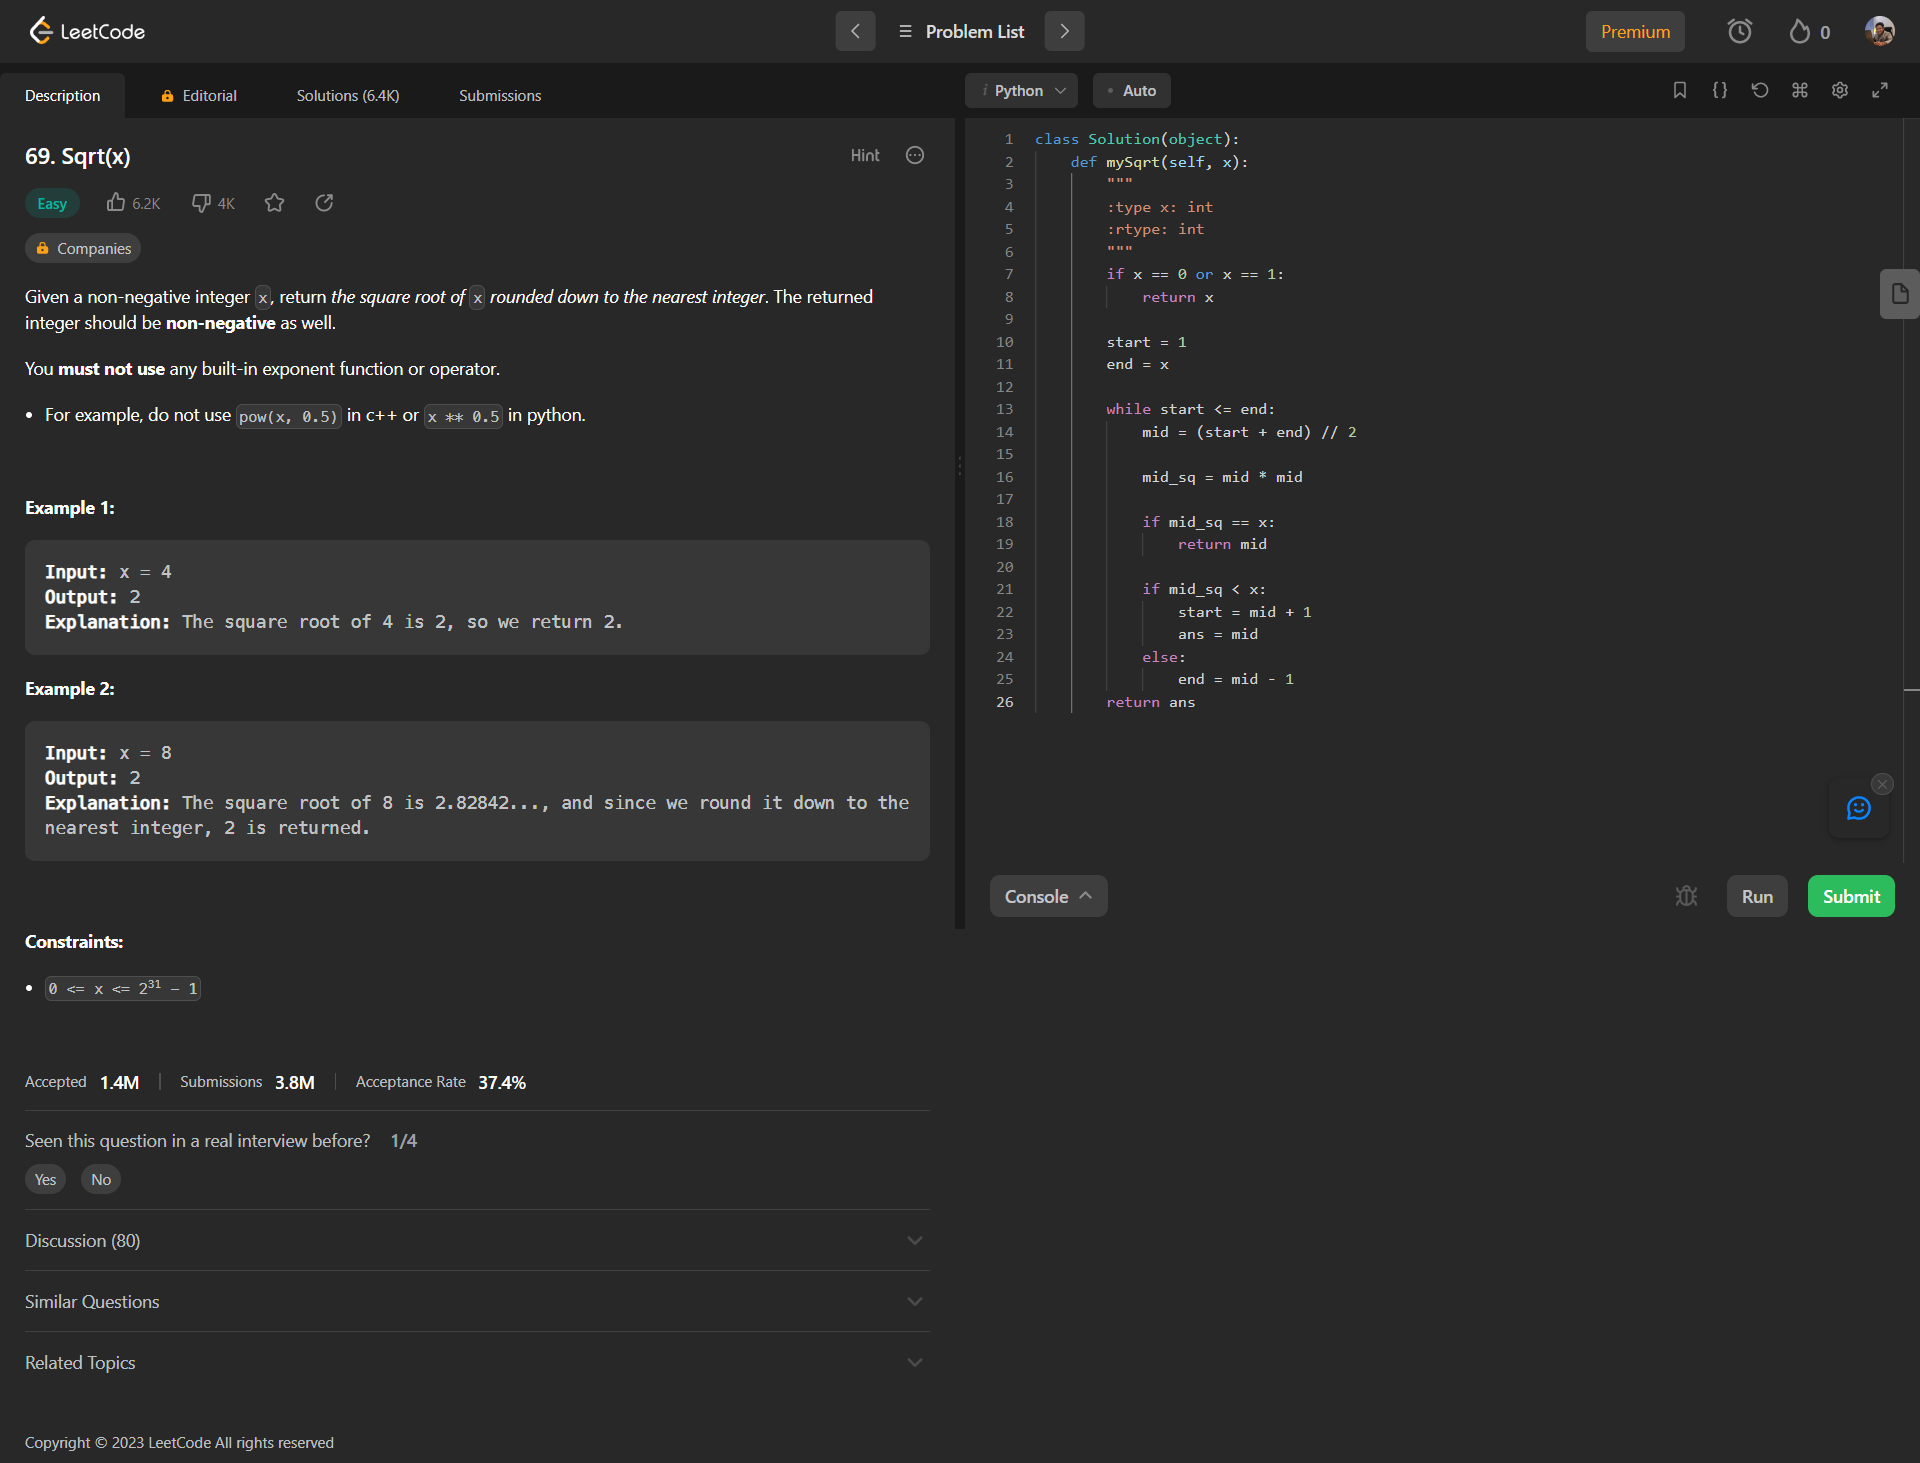 LeetCode
Problem List
Premium
0
Description
Editorial
Solutions (6.4K)
Submissions
69. Sqrt(x)
Hint
Easy
6.2K
4K
Companies
Given a non-negative integer x, return the square root of x rounded down to the nearest integer. The returned
integer should be non-negative as well.
You must not use any built-in exponent function or operator.
• For example, do not use pow(x, 0.5) in c++ or x ** 0.5 in python.
Example 1:
Input: x = 4
Output: 2
Explanation: The square root of 4 is 2, so we return 2.
Example 2:
Input: x = 8
Output: 2
Explanation: The square root of 8 is 2.82842..., and since we round it down to the
nearest integer, 2 is returned.
Constraints:
• 0 <= x <= 2³¹ - 1
Accepted 1.4M
Submissions 3.8M
Acceptance Rate 37.4%
Seen this question in a real interview before? 1/4
Yes
No
Discussion (80)
Similar Questions
Related Topics
Copyright © 2023 LeetCode All rights reserved
i Python
• Auto
1 class Solution(object):
2     def mySqrt(self, x):
3         """
4         :type x: int
5         :rtype: int
6         """
7         if x == 0 or x == 1:
8             return x
9
10         start = 1
11         end = x
12
13         while start <= end:
14             mid = (start + end) // 2
15
16             mid_sq = mid * mid
17
18             if mid_sq == x:
19                 return mid
20
21             if mid_sq < x:
22                 start = mid + 1
23                 ans = mid
24             else:
25                 end = mid - 1
26         return ans
Console
Run
Submit